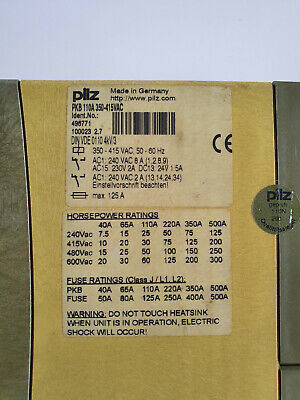 pilz
Made in Germany
http://www.pilz.com
PKB 110A 350-415VAC
Ident.No.:
496771
100023 2.7
DIN VDE 0110 4kV/3
350 - 415 VAC, 50 - 60 Hz
AC1: 240 VAC 8 A (1,2,8,9)
AC15: 230V 2A DC13: 24V 1.5A
AC1: 240 VAC 2 A (13,14,24,34)
Einstellvorschrift beachten!
max. 125 A
CE
HORSEPOWER RATINGS
40A 65A 110A 220A 350A 500A
240Vac 7.5 15 25 50 75 125
415Vac 10 20 30 75 125 200
480Vac 15 25 50 100 150 250
600Vac 20 30 60 125 200 300
FUSE RATINGS (Class J / L1, L2):
PKB 40A 65A 110A 220A 350A 500A
FUSE 50A 80A 125A 250A 400A 500A
WARNING: DO NOT TOUCH HEATSINK
WHEN UNIT IS IN OPERATION, ELECTRIC
SHOCK WILL OCCUR!
pilz